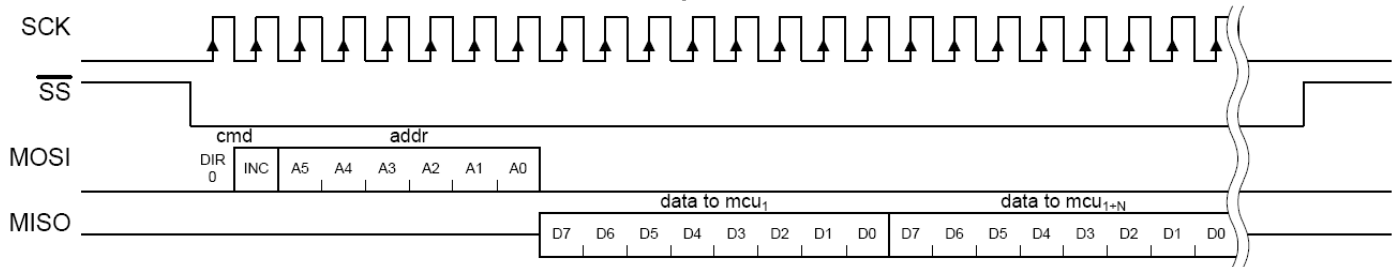 SCK
SS
cmd addr
MOSI DIR 0 INC A5 A4 A3 A2 A1 A0
data to mcu1 data to mcu1+N
MISO D7 D6 D5 D4 D3 D2 D1 D0 D7 D6 D5 D4 D3 D2 D1 D0